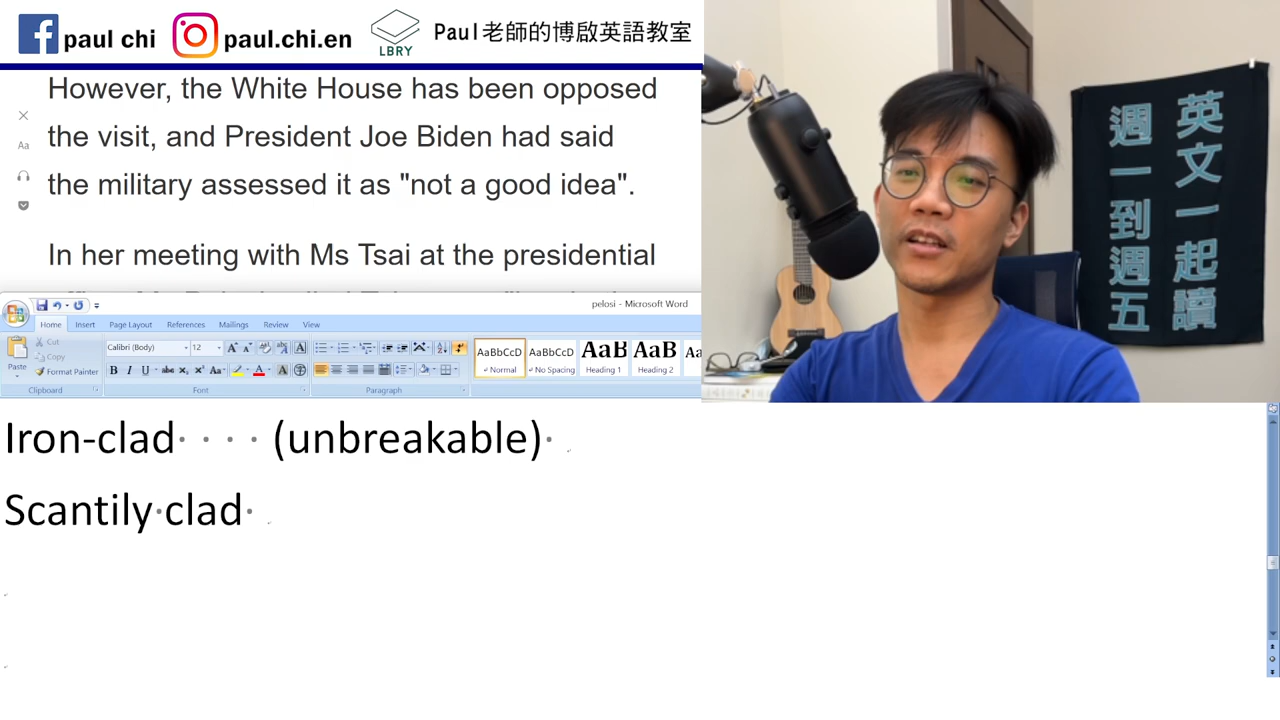 paul chi
paul.chi.en
LBRY
Paul老師的博啟英語教室
However, the White House has been opposed
the visit, and President Joe Biden had said
the military assessed it as "not a good idea".
In her meeting with Ms Tsai at the presidential
pelosi - Microsoft Word
Home Insert Page Layout References Mailings Review View
Paste
Cut
Copy
Format Painter
Clipboard
Calibri (Body) 12
Font
Paragraph
AaBbCcD AaBbCcD AaBb AaB
Normal No Spacing Heading 1 Heading 2
Iron-clad (unbreakable)
Scantily clad
英文一起讀
週一到週五